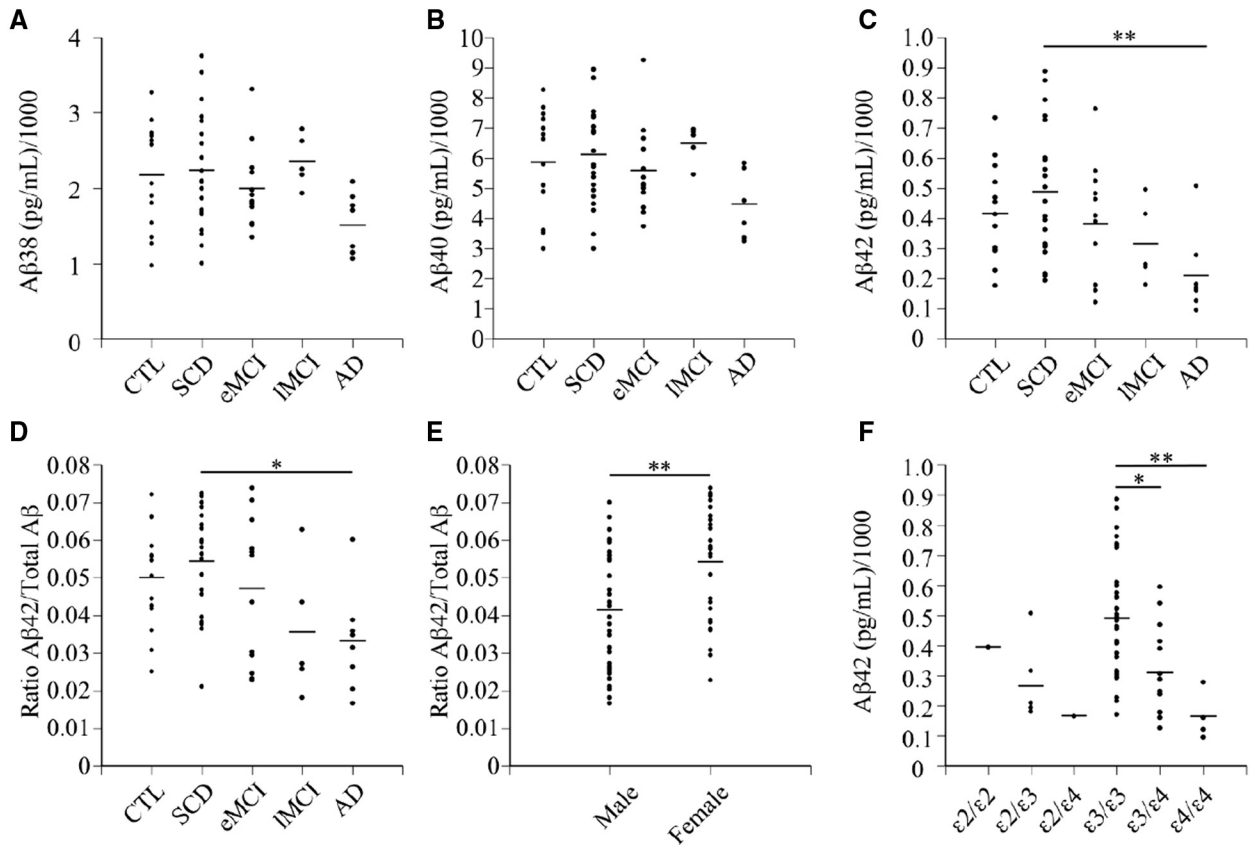 A
Aβ38 (pg/mL)/1000
4
3
2
1
0
CTL
SCD
eMCI
lMCI
AD
B
Aβ40 (pg/mL)/1000
10
9
8
7
6
5
4
3
2
1
0
CTL
SCD
eMCI
lMCI
AD
C
Aβ42 (pg/mL)/1000
1.0
0.9
0.8
0.7
0.6
0.5
0.4
0.3
0.2
0.1
0
**
CTL
SCD
eMCI
lMCI
AD
D
Ratio Aβ42/Total Aβ
0.08
0.07
0.06
0.05
0.04
0.03
0.02
0.01
0
*
CTL
SCD
eMCI
lMCI
AD
E
Ratio Aβ42/Total Aβ
0.08
0.07
0.06
0.05
0.04
0.03
0.02
0.01
0
**
Male
Female
F
Aβ42 (pg/mL)/1000
1.0
0.9
0.8
0.7
0.6
0.5
0.4
0.3
0.2
0.1
0
**
*
ε2/ε2
ε2/ε3
ε2/ε4
ε3/ε3
ε3/ε4
ε4/ε4